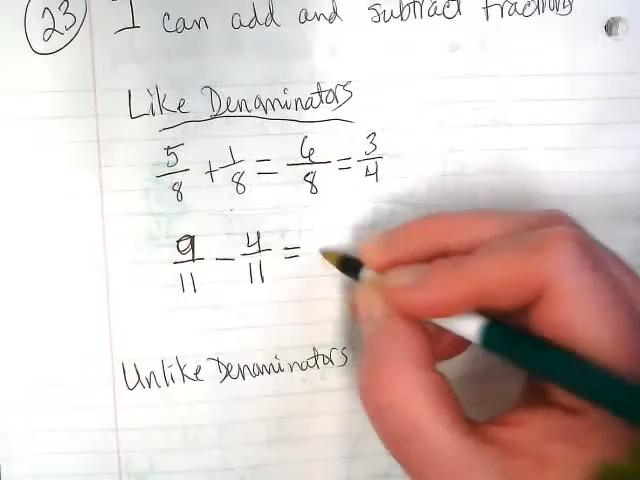 23 I can add and subtract fractions
Like Denominators
5/8 + 1/8 = 6/8 = 3/4
9/11 - 4/11 =
Unlike Denominators